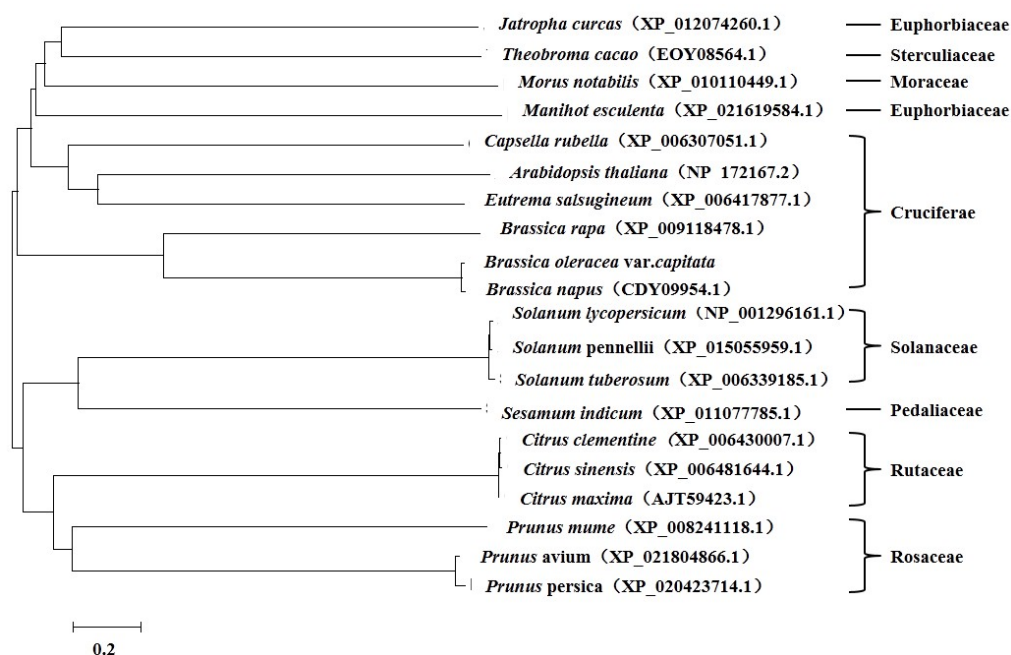 Jatropha curcas（XP_012074260.1） Euphorbiaceae
Theobroma cacao（EOY08564.1） Sterculiaceae
Morus notabilis（XP_010110449.1） Moraceae
Manihot esculenta（XP_021619584.1） Euphorbiaceae
Capsella rubella（XP_006307051.1）
Arabidopsis thaliana（NP_172167.2）
Eutrema salsugineum（XP_006417877.1）
Cruciferae
Brassica rapa（XP_009118478.1）
Brassica oleracea var.capitata
Brassica napus（CDY09954.1）
Solanum lycopersicum（NP_001296161.1）
Solanum pennellii（XP_015055959.1） Solanaceae
Solanum tuberosum（XP_006339185.1）
Sesamum indicum（XP_011077785.1） Pedaliaceae
Citrus clementine（XP_006430007.1）
Citrus sinensis（XP_006481644.1） Rutaceae
Citrus maxima（AJT59423.1）
Prunus mume（XP_008241118.1）
Prunus avium（XP_021804866.1） Rosaceae
Prunus persica（XP_020423714.1）
0.2